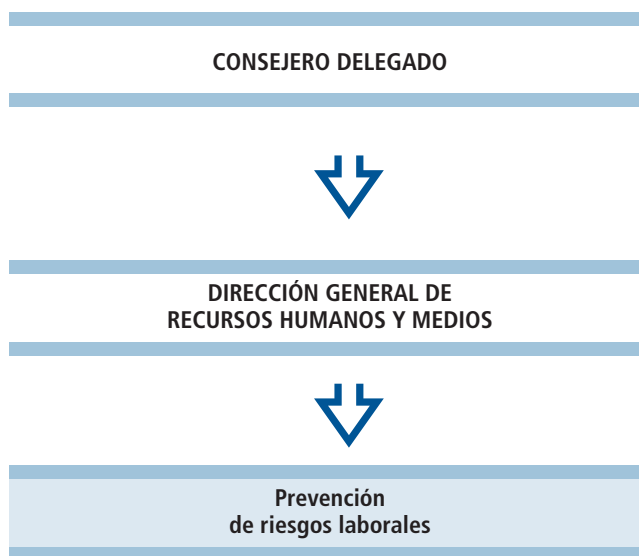 CONSEJERO DELEGADO
DIRECCIÓN GENERAL DE
RECURSOS HUMANOS Y MEDIOS
Prevención
de riesgos laborales